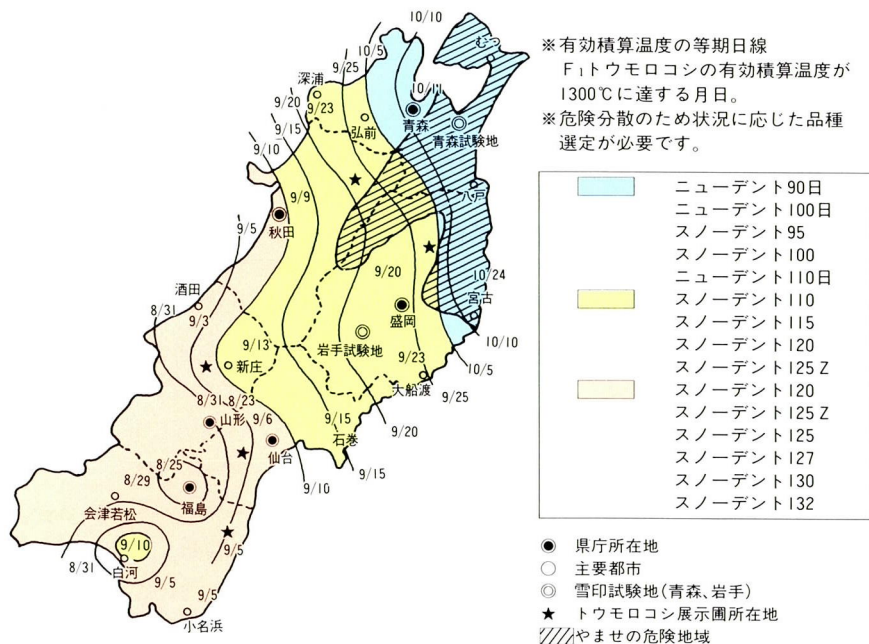 10/10
10/5
9/25
むつ
深浦
10/11
9/20
9/23
弘前
青森
9/15
青森試験地
9/10
八戸
9/9
9/5
秋田
9/20
10/24
酒田
宮古
8/31
9/3
盛岡
9/13
岩手試験地
10/10
新庄
9/23
10/5
大船渡
9/25
8/31
8/23
山形
9/6
9/15
9/20
石巻
仙台
9/15
8/25
9/10
8/29
福島
会津若松
9/10
9/5
白河
8/31
9/5
9/5
小名浜
※有効積算温度の等期日線
F₁トウモロコシの有効積算温度が
1300℃に達する月日。
※危険分散のため状況に応じた品種
選定が必要です。
ニューデント90日
ニューデント100日
スノーデント95
スノーデント100
ニューデント110日
スノーデント110
スノーデント115
スノーデント120
スノーデント125Z
スノーデント120
スノーデント125Z
スノーデント125
スノーデント127
スノーデント130
スノーデント132
県庁所在地
主要都市
雪印試験地(青森、岩手)
トウモロコシ展示圃所在地
やませの危険地域